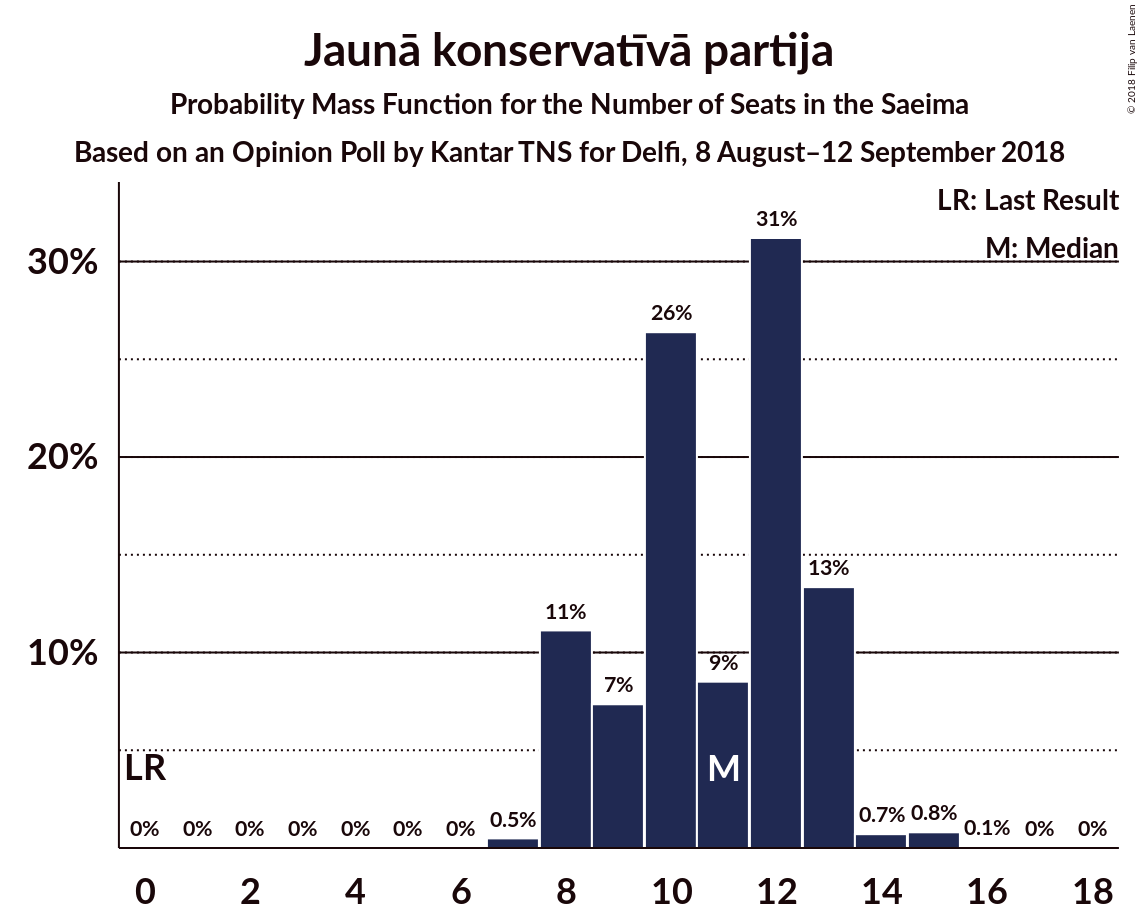 Jaunā konservatīvā partija
Probability Mass Function for the Number of Seats in the Saeima
Based on an Opinion Poll by Kantar TNS for Delfi, 8 August–12 September 2018
© 2018 Filip van Laenen
LR: Last Result
M: Median
31%
30%
26%
20%
13%
11%
10%
9%
7%
LR
M
0% 0% 0% 0% 0% 0% 0% 0.5% 0.7% 0.8% 0.1% 0% 0%
0 2 4 6 8 10 12 14 16 18